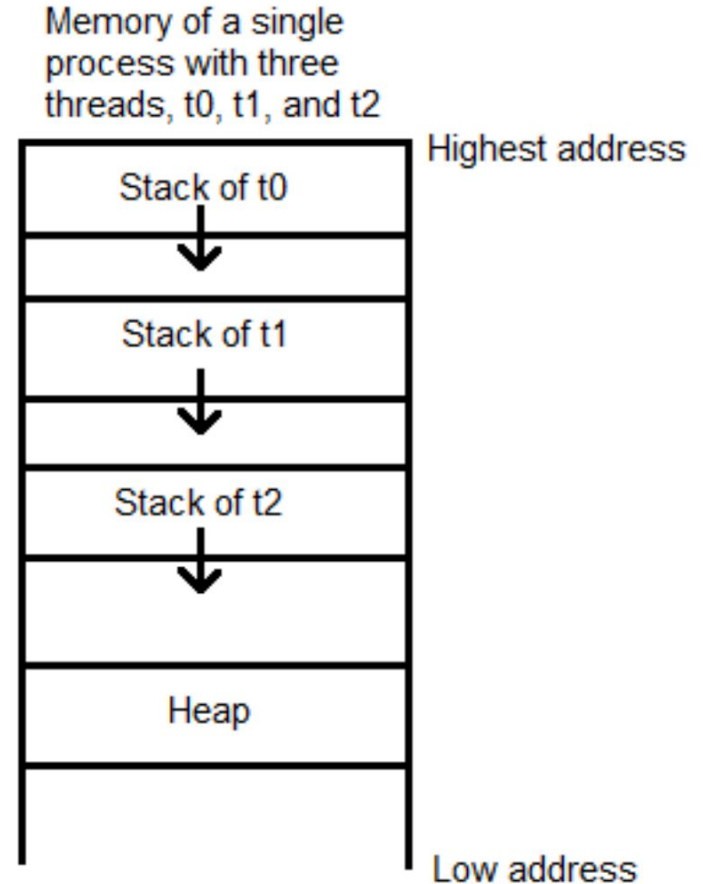 Memory of a single
process with three
threads, t0, t1, and t2
Highest address
Stack of t0
Stack of t1
Stack of t2
Heap
Low address